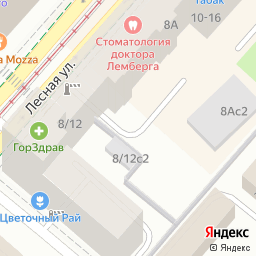 Табак
10-16
8А
Стоматология
доктора
Лемберга
Mozza
Лесная ул.
8Ас2
8/12
ГорЗдрав
8/12с2
Цветочный Рай
Яндекс